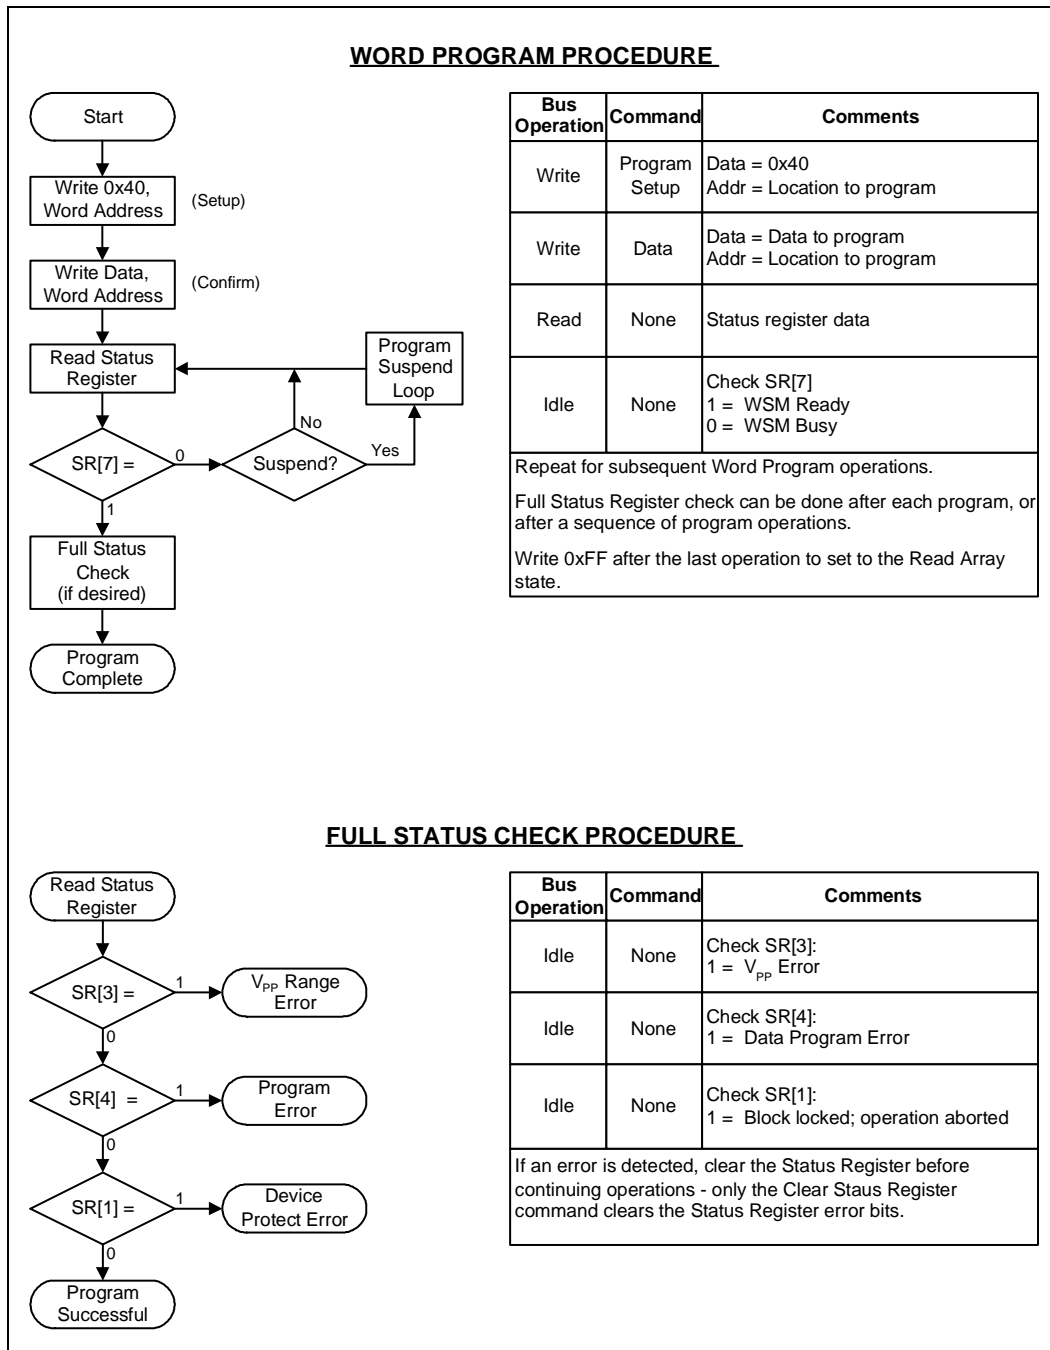 WORD PROGRAM PROCEDURE
Start
Write 0x40,
Word Address
(Setup)
Write Data,
Word Address
(Confirm)
Read Status
Register
Program
Suspend
Loop
No
Yes
SR[7] =
0
Suspend?
1
Full Status
Check
(if desired)
Program
Complete
Bus
Operation
Command
Comments
Write
Program
Setup
Data = 0x40
Addr = Location to program
Write
Data
Data = Data to program
Addr = Location to program
Read
None
Status register data
Idle
None
Check SR[7]
1 = WSM Ready
0 = WSM Busy
Repeat for subsequent Word Program operations.
Full Status Register check can be done after each program, or
after a sequence of program operations.
Write 0xFF after the last operation to set to the Read Array
state.
FULL STATUS CHECK PROCEDURE
Read Status
Register
SR[3] =
1
VPP Range
Error
0
SR[4] =
1
Program
Error
0
SR[1] =
1
Device
Protect Error
0
Program
Successful
Bus
Operation
Command
Comments
Idle
None
Check SR[3]:
1 = VPP Error
Idle
None
Check SR[4]:
1 = Data Program Error
Idle
None
Check SR[1]:
1 = Block locked; operation aborted
If an error is detected, clear the Status Register before
continuing operations - only the Clear Staus Register
command clears the Status Register error bits.